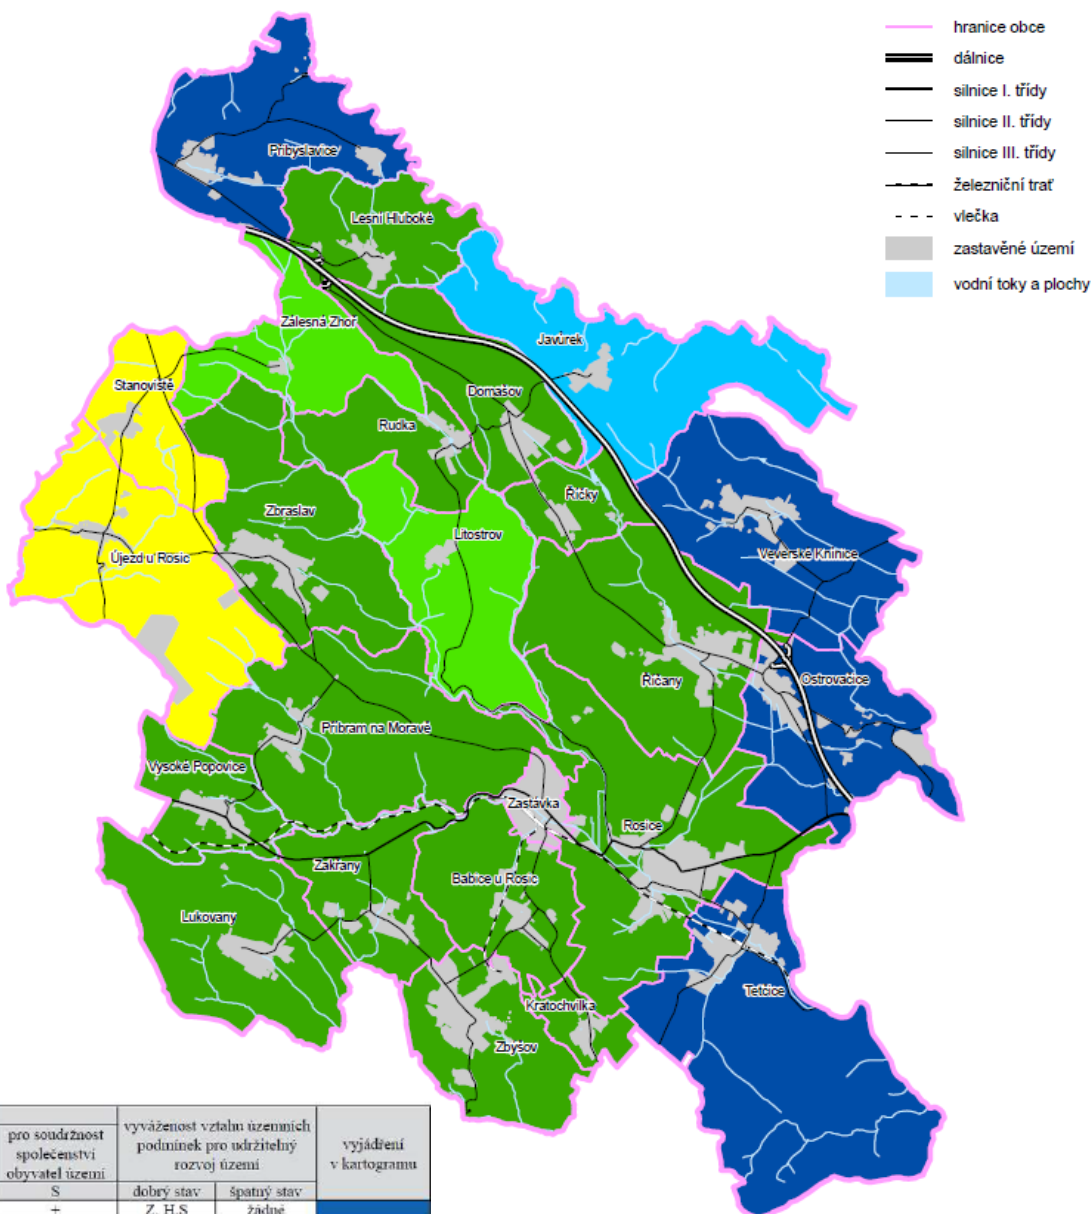 hranice obce
dálnice
silnice I. třídy
silnice II. třídy
silnice III. třídy
železniční trať
vlečka
zastavěné území
vodní toky a plochy
Přibyslavice
Lesní Hluboké
Zálesná Zhoř
Javůrek
Stanoviště
Domašov
Rudka
Říčky
Zbraslav
Litostrov
Újezd u Rosic
Veverské Knínice
Říčany
Ostrovačice
Příbram na Moravě
Vysoké Popovice
Zastávka
Rosice
Zakřany
Babice u Rosic
Lukovany
Tetčice
Kratochvilka
Zbýšov
pro soudržnost
společenství
obyvatel území
vyváženost vztahu územních
podmínek pro udržitelný
rozvoj území
vyjádření
v kartogramu
S
dobrý stav
špatný stav
+
Z, H,S
žádné